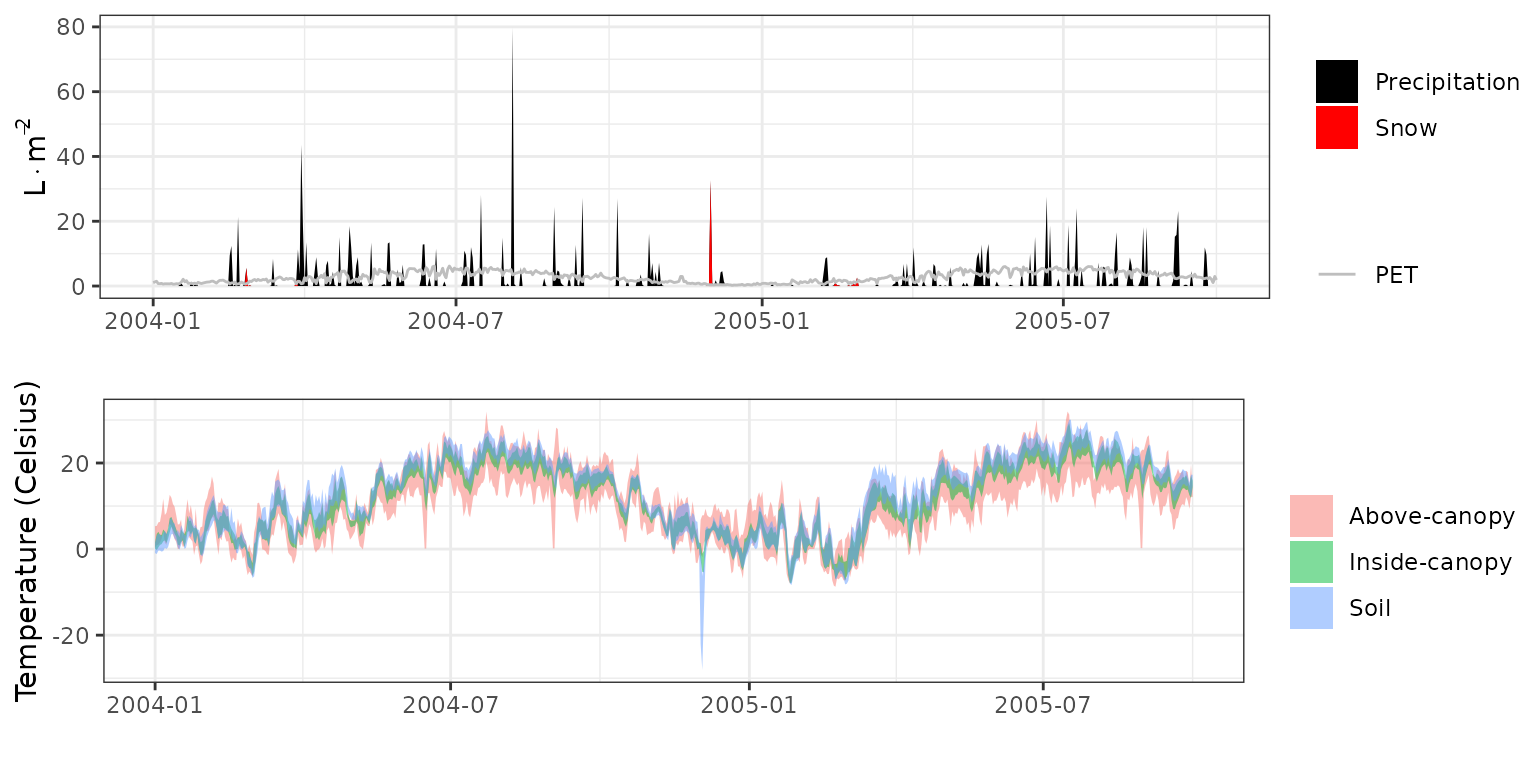 80
60
40
20
0
L · m⁻²
2004-01
2004-07
2005-01
2005-07
Precipitation
Snow
PET
20
0
-20
Temperature (Celsius)
2004-01
2004-07
2005-01
2005-07
Above-canopy
Inside-canopy
Soil